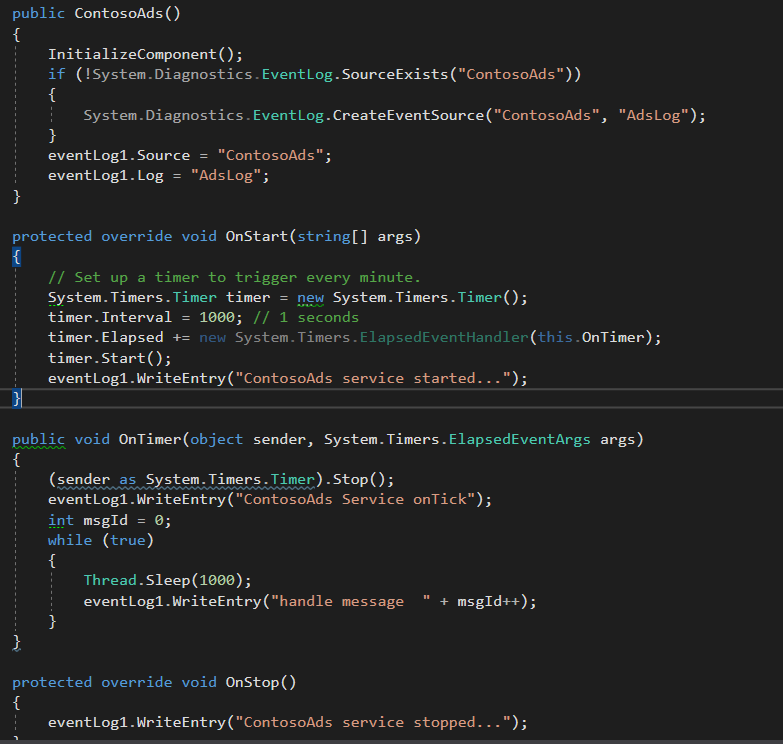 public ContosoAds()
{
InitializeComponent();
if (!System.Diagnostics.EventLog.SourceExists("ContosoAds"))
{
System.Diagnostics.EventLog.CreateEventSource("ContosoAds", "AdsLog");
}
eventLog1.Source = "ContosoAds";
eventLog1.Log = "AdsLog";
}
protected override void OnStart(string[] args)
{
// Set up a timer to trigger every minute.
System.Timers.Timer timer = new System.Timers.Timer();
timer.Interval = 1000; // 1 seconds
timer.Elapsed += new System.Timers.ElapsedEventHandler(this.OnTimer);
timer.Start();
eventLog1.WriteEntry("ContosoAds service started...");
}
public void OnTimer(object sender, System.Timers.ElapsedEventArgs args)
{
(sender as System.Timers.Timer).Stop();
eventLog1.WriteEntry("ContosoAds Service onTick");
int msgId = 0;
while (true)
{
Thread.Sleep(1000);
eventLog1.WriteEntry("handle message  " + msgId++);
}
}
protected override void OnStop()
{
eventLog1.WriteEntry("ContosoAds service stopped...");
}